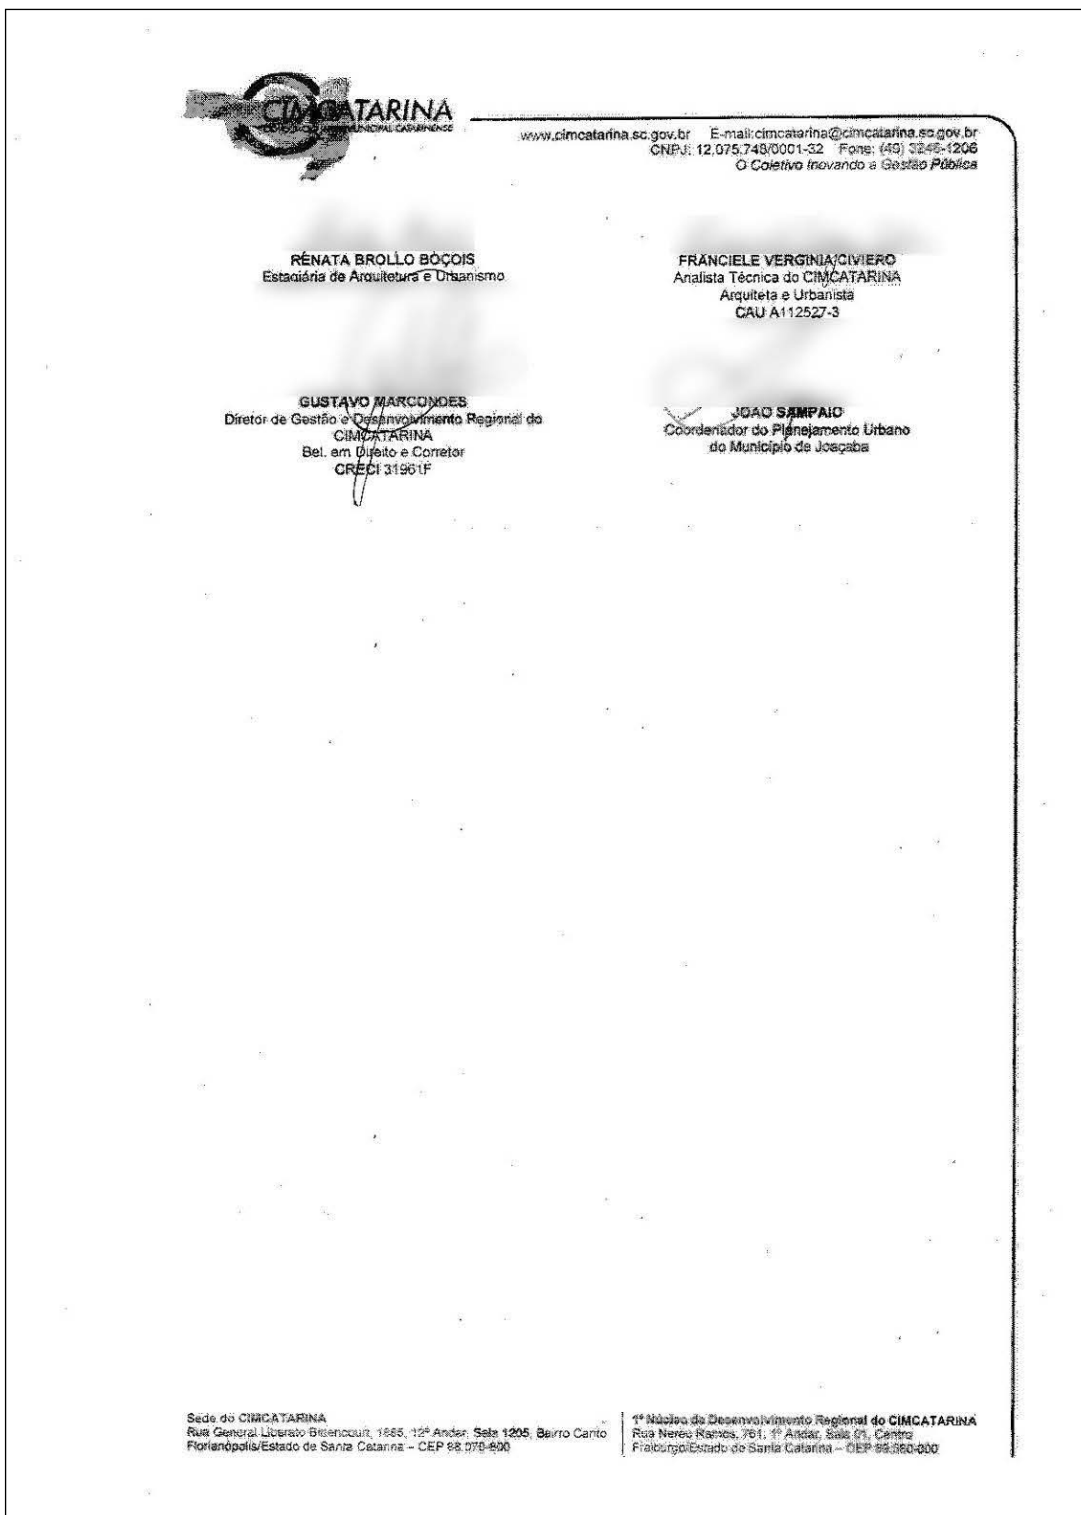 CIMCATARINA
www.cimcatarina.sc.gov.br E-mail:cimcatarina@cimcatarina.sc.gov.br
CNPJ: 12.075.748/0001-32 Fone: (49) 3246-1206
O Coletivo Inovando a Gestão Pública
RENATA BROLLO BOÇOIS
Estagiária de Arquitetura e Urbanismo
FRANCIELE VERGINIA CIVIERO
Analista Técnica do CIMCATARINA
Arquiteta e Urbanista
CAU A112527-3
GUSTAVO MARCONDES
Diretor de Gestão e Desenvolvimento Regional do
CIMCATARINA
Bel. em Direito e Corretor
CRECI 31961F
JOAO SAMPAIO
Coordenador do Planejamento Urbano
do Município de Joaçaba
Sede do CIMCATARINA
Rua General Liberato Bittencourt, 1885, 12º Andar, Sala 1205, Bairro Canto
Florianópolis/Estado de Santa Catarina – CEP 88.070-800
1º Núcleo de Desenvolvimento Regional do CIMCATARINA
Rua Nereu Ramos, 761, 1º Andar, Sala 01, Centro
Fraiburgo/Estado de Santa Catarina – CEP 89.580-000